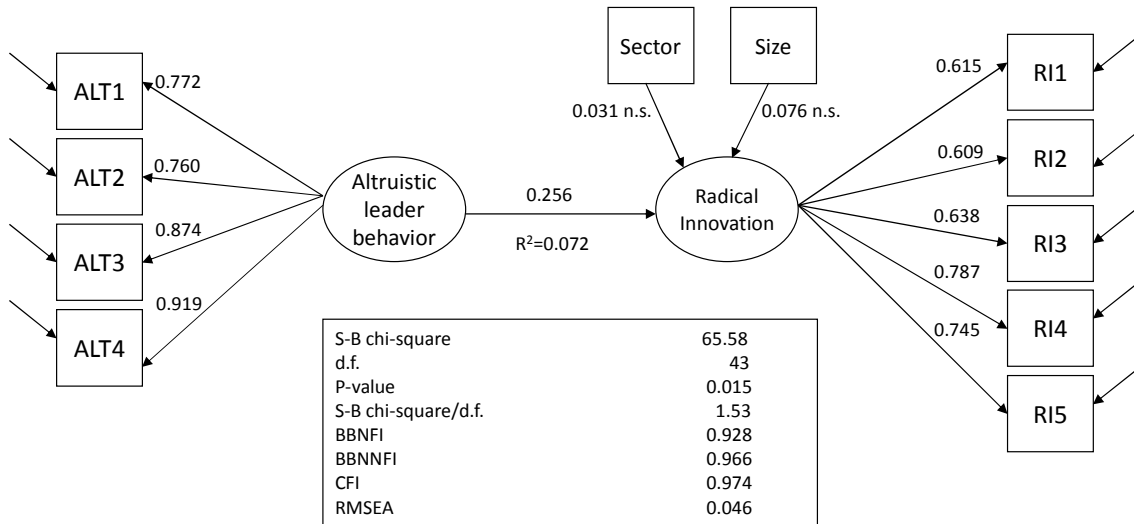 Sector
Size
ALT1
0.772
0.615
RI1
0.031 n.s.
0.076 n.s.
ALT2
0.760
0.609
RI2
Altruistic
leader
behavior
0.256
R²=0.072
Radical
Innovation
ALT3
0.874
0.638
RI3
ALT4
0.919
0.787
RI4
0.745
RI5
S-B chi-square 65.58
d.f. 43
P-value 0.015
S-B chi-square/d.f. 1.53
BBNFI 0.928
BBNNFI 0.966
CFI 0.974
RMSEA 0.046